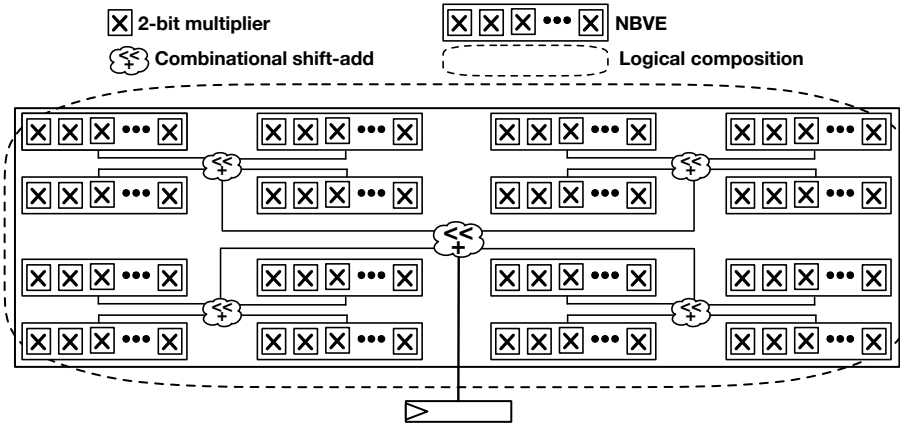 2-bit multiplier
NBVE
Combinational shift-add
Logical composition